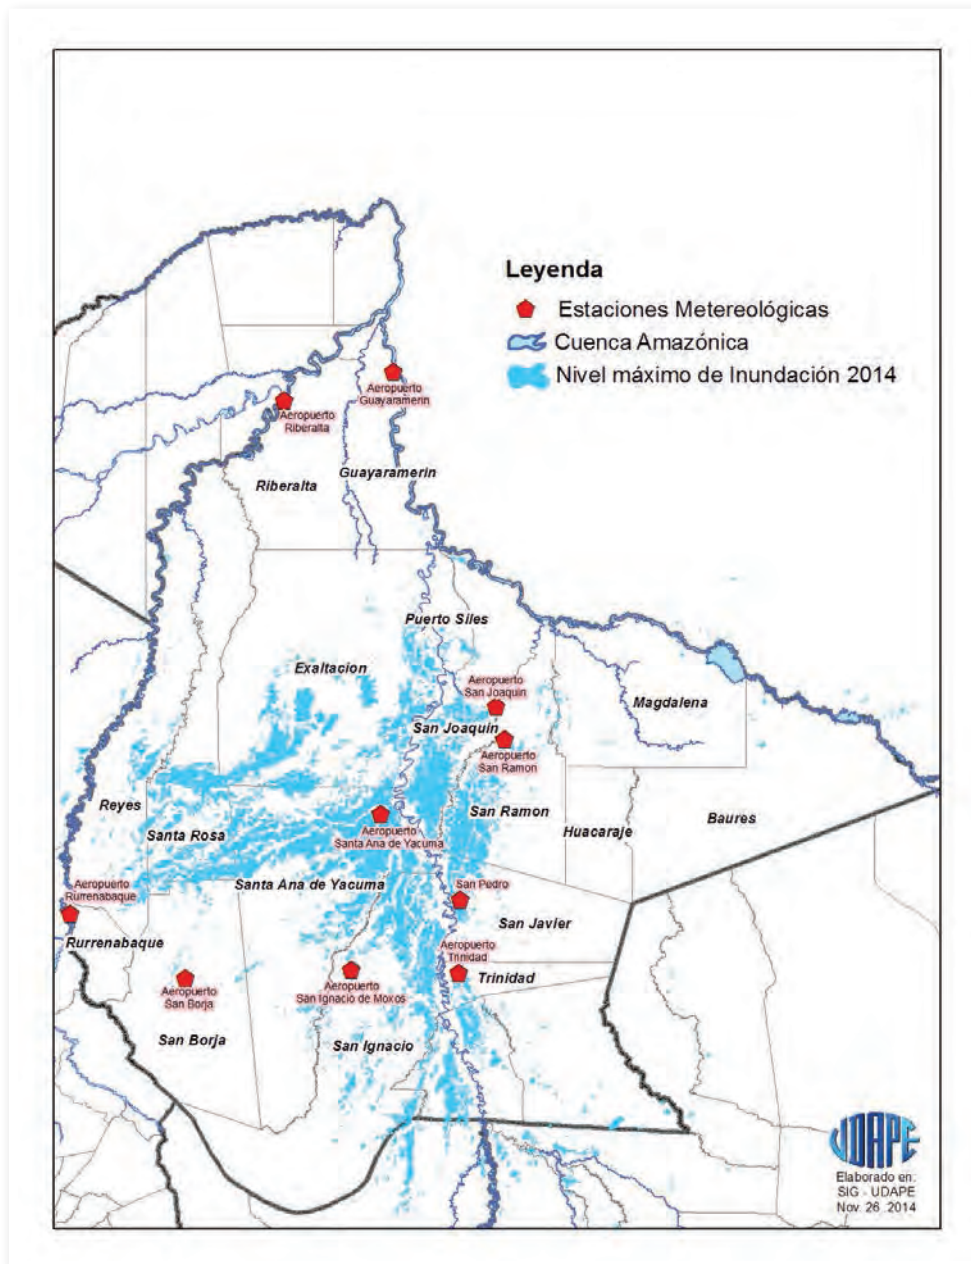 Leyenda
Estaciones Metereológicas
Cuenca Amazónica
Nivel máximo de Inundación 2014
Aeropuerto
Guayaramerin
Aeropuerto
Riberalta
Guayaramerin
Riberalta
Puerto Siles
Exaltacion
Aeropuerto
San Joaquin
Magdalena
San Joaquin
Aeropuerto
San Ramon
Reyes
Santa Rosa
Aeropuerto
Santa Ana de Yacuma
San Ramon
Huacaraje
Baures
Aeropuerto
Rurrenabaque
Santa Ana de Yacuma
San Pedro
San Javier
Rurrenabaque
Aeropuerto
Trinidad
Trinidad
Aeropuerto
San Borja
Aeropuerto
San Ignacio de Moxos
San Borja
San Ignacio
UDAPE
Elaborado en:
SIG - UDAPE
Nov. 26 .2014